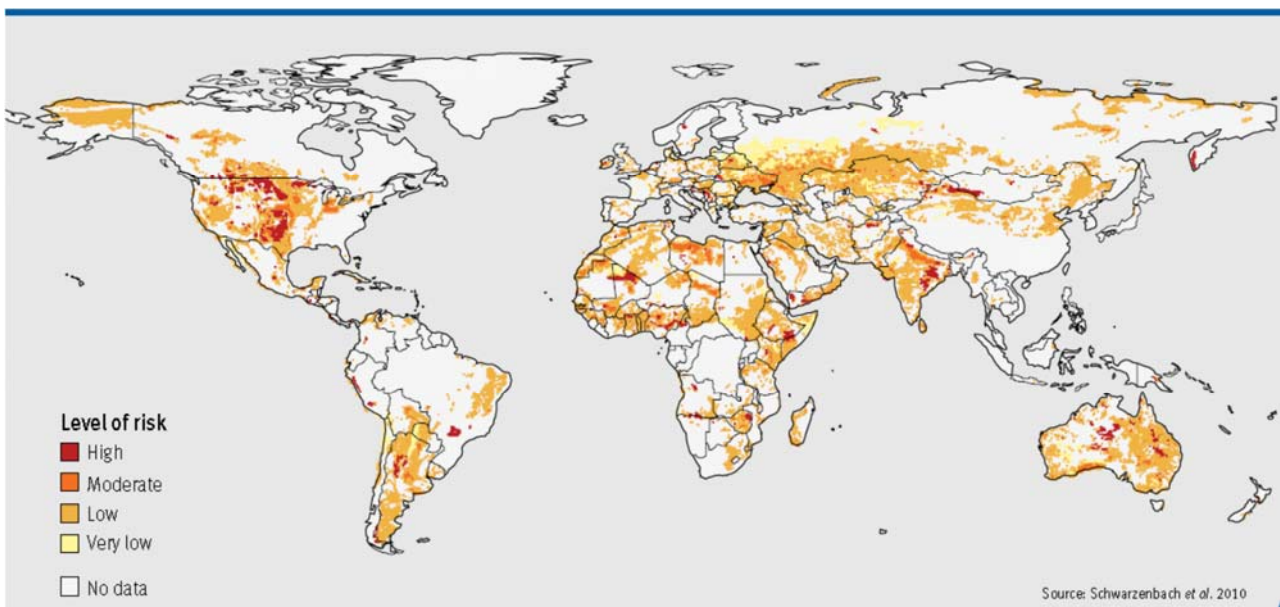 Level of risk
High
Moderate
Low
Very low
No data
Source: Schwarzenbach et al. 2010